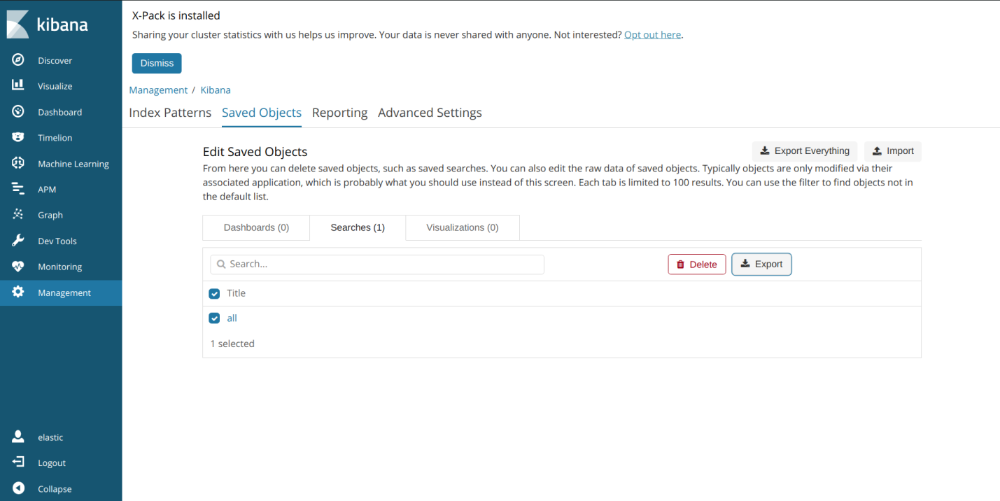 kibana
Discover
Visualize
Dashboard
Timelion
Machine Learning
APM
Graph
Dev Tools
Monitoring
Management
elastic
Logout
Collapse
X-Pack is installed
Sharing your cluster statistics with us helps us improve. Your data is never shared with anyone. Not interested? Opt out here.
Dismiss
Management / Kibana
Index Patterns Saved Objects Reporting Advanced Settings
Edit Saved Objects
Export Everything Import
From here you can delete saved objects, such as saved searches. You can also edit the raw data of saved objects. Typically objects are only modified via their
associated application, which is probably what you should use instead of this screen. Each tab is limited to 100 results. You can use the filter to find objects not in
the default list.
Dashboards (0) Searches (1) Visualizations (0)
Search... Delete Export
Title
all
1 selected